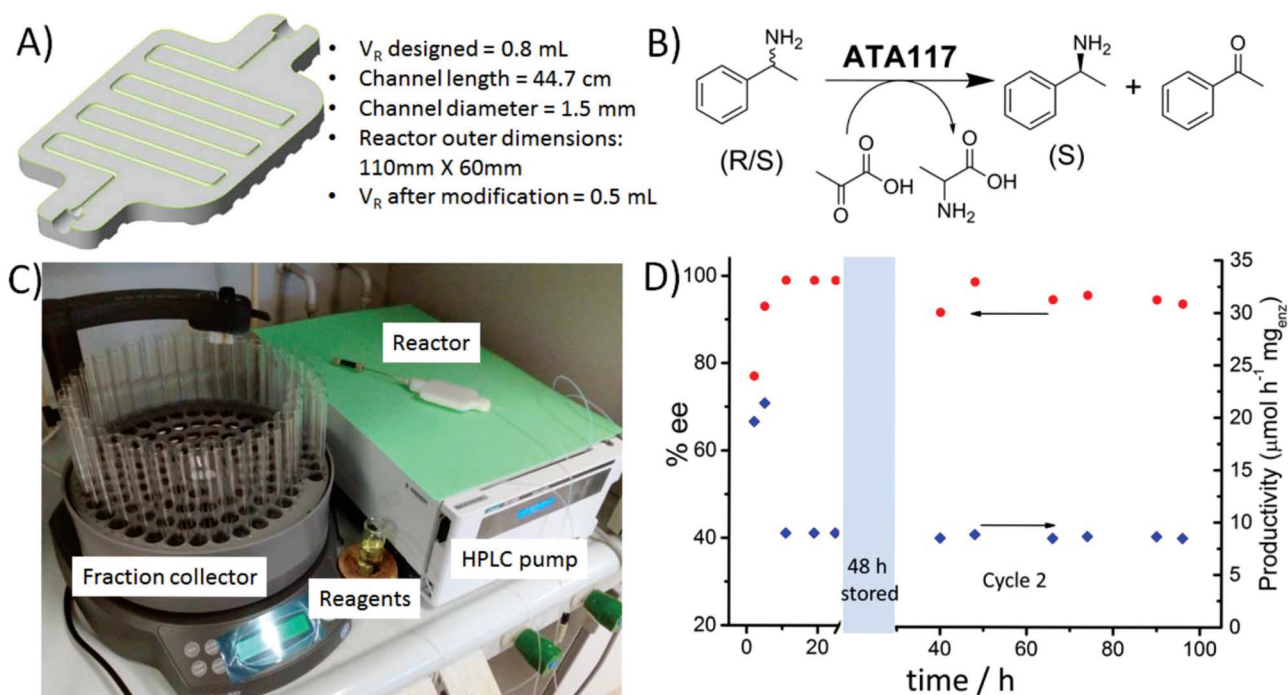 A)
• V_R designed = 0.8 mL
• Channel length = 44.7 cm
• Channel diameter = 1.5 mm
• Reactor outer dimensions:
110mm X 60mm
• V_R after modification = 0.5 mL
B)
NH₂
ATA117
NH₂
O
+
(R/S)
(S)
O
OH
O
O
OH
NH₂
C)
Reactor
Fraction collector
Reagents
HPLC pump
D)
% ee
100
80
60
40
20
48 h
stored
Cycle 2
35
30
25
20
15
10
5
0
Productivity (µmol h⁻¹ mg_enz)
0 20 40 60 80 100
time / h